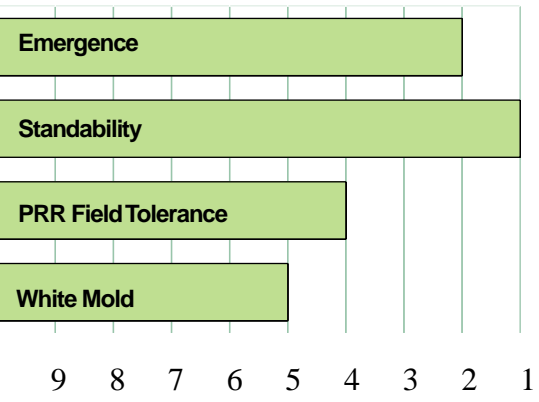 Emergence
Standability
PRR Field Tolerance
White Mold
9 8 7 6 5 4 3 2 1